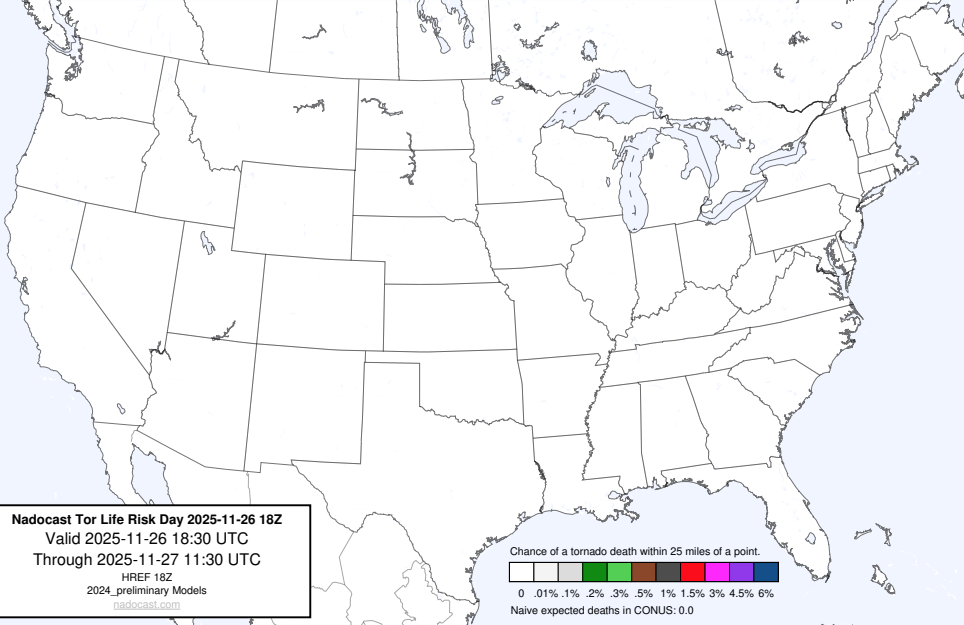 Nadocast Tor Life Risk Day 2025-11-26 18Z
Valid 2025-11-26 18:30 UTC
Through 2025-11-27 11:30 UTC
HREF 18Z
2024_preliminary Models
nadocast.com
Chance of a tornado death within 25 miles of a point.
0 .01% .1% .2% .3% .5% 1% 1.5% 3% 4.5% 6%
Naive expected deaths in CONUS: 0.0